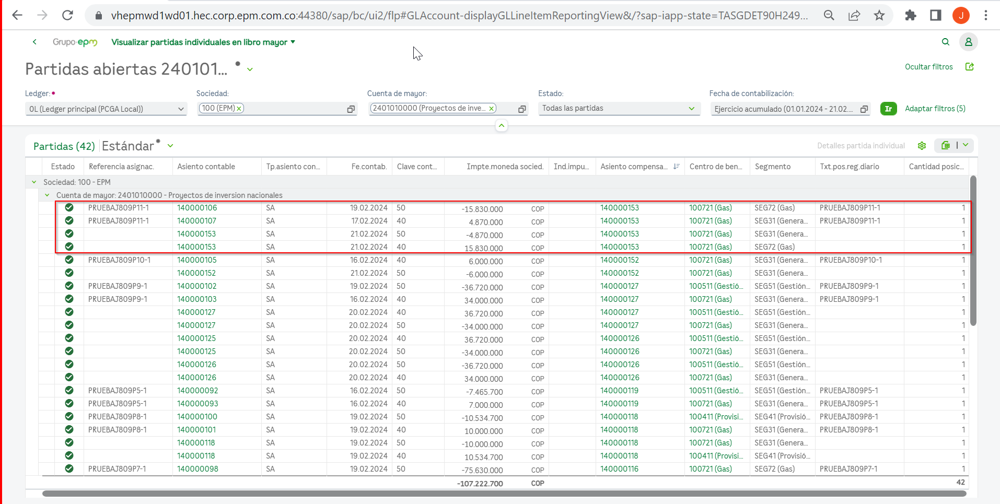 vhepmwd1wd01.hec.corp.epm.com.co:44380/sap/bc/ui2/flp#GLAccount-displayGLLineItemReportingView&/?sap-iapp-state=TASGDET90H249... J
Grupo·epm Visualizar partidas individuales en libro mayor
Partidas abiertas 240101... *
Ocultar filtros
Ledger:* Sociedad: Cuenta de mayor: Estado: Fecha de contabilización:
0L (Ledger principal (PCGA Local)) 100 (EPM) 2401010000 (Proyectos de inve... Todas las partidas Ejercicio acumulado (01.01.2024 - 21.02.... Ir Adaptar filtros (5)
Partidas (42) Estándar* Detalles partida individual
Estado Referencia asignac. Asiento contable Tp.asiento con... Fe.contab. Clave cont... Impte.moneda socied. Ind.impu... Asiento compensa... Centro de ben... Segmento Txt.pos.reg.diario Cantidad posic...
Sociedad: 100 - EPM
Cuenta de mayor: 2401010000 - Proyectos de inversion nacionales
PRUEBAJ809P11-1 140000106 SA 19.02.2024 50 -15.830.000 COP 140000153 100721 (Gas) SEG72 (Gas) PRUEBAJ809P11-1 1
PRUEBAJ809P11-1 140000107 SA 17.02.2024 40 4.870.000 COP 140000153 100721 (Gas) SEG31 (Genera... PRUEBAJ809P11-1 1
140000153 SA 21.02.2024 50 -4.870.000 COP 140000153 100721 (Gas) SEG31 (Genera... 1
140000153 SA 21.02.2024 40 15.830.000 COP 140000153 100721 (Gas) SEG72 (Gas) 1
PRUEBAJ809P10-1 140000105 SA 16.02.2024 40 6.000.000 COP 140000152 100721 (Gas) SEG31 (Genera... PRUEBAJ809P10-1 1
140000152 SA 21.02.2024 50 -6.000.000 COP 140000152 100721 (Gas) SEG31 (Genera... 1
PRUEBAJ809P9-1 140000102 SA 19.02.2024 50 -36.720.000 COP 140000127 100511 (Gestió... SEG51 (Gestión... PRUEBAJ809P9-1 1
PRUEBAJ809P9-1 140000103 SA 16.02.2024 40 34.000.000 COP 140000127 100721 (Gas) SEG31 (Genera... PRUEBAJ809P9-1 1
140000127 SA 20.02.2024 40 36.720.000 COP 140000127 100511 (Gestió... SEG51 (Gestión... 1
140000127 SA 20.02.2024 50 -34.000.000 COP 140000127 100721 (Gas) SEG31 (Genera... 1
140000125 SA 20.02.2024 40 36.720.000 COP 140000126 100511 (Gestió... SEG51 (Gestión... 1
140000125 SA 20.02.2024 50 -34.000.000 COP 140000126 100721 (Gas) SEG31 (Genera... 1
140000126 SA 20.02.2024 50 -36.720.000 COP 140000126 100511 (Gestió... SEG51 (Gestión... 1
140000126 SA 20.02.2024 40 34.000.000 COP 140000126 100721 (Gas) SEG31 (Genera... 1
PRUEBAJ809P5-1 140000092 SA 16.02.2024 50 -7.465.700 COP 140000119 100511 (Gestió... SEG51 (Gestión... PRUEBAJ809P5-1 1
PRUEBAJ809P5-1 140000093 SA 16.02.2024 40 7.000.000 COP 140000119 100721 (Gas) SEG31 (Genera... PRUEBAJ809P5-1 1
PRUEBAJ809P8-1 140000100 SA 19.02.2024 50 -10.534.700 COP 140000118 100411 (Provisi... SEG41 (Provisió... PRUEBAJ809P8-1 1
PRUEBAJ809P8-1 140000101 SA 19.02.2024 40 10.000.000 COP 140000118 100721 (Gas) SEG31 (Genera... PRUEBAJ809P8-1 1
140000118 SA 19.02.2024 50 -10.000.000 COP 140000118 100721 (Gas) SEG31 (Genera... 1
140000118 SA 19.02.2024 40 10.534.700 COP 140000118 100411 (Provisi... SEG41 (Provisió... 1
PRUEBAJ809P7-1 140000098 SA 19.02.2024 50 -75.630.000 COP 140000116 100721 (Gas) SEG72 (Gas) PRUEBAJ809P7-1 1
-107.222.700 COP 42